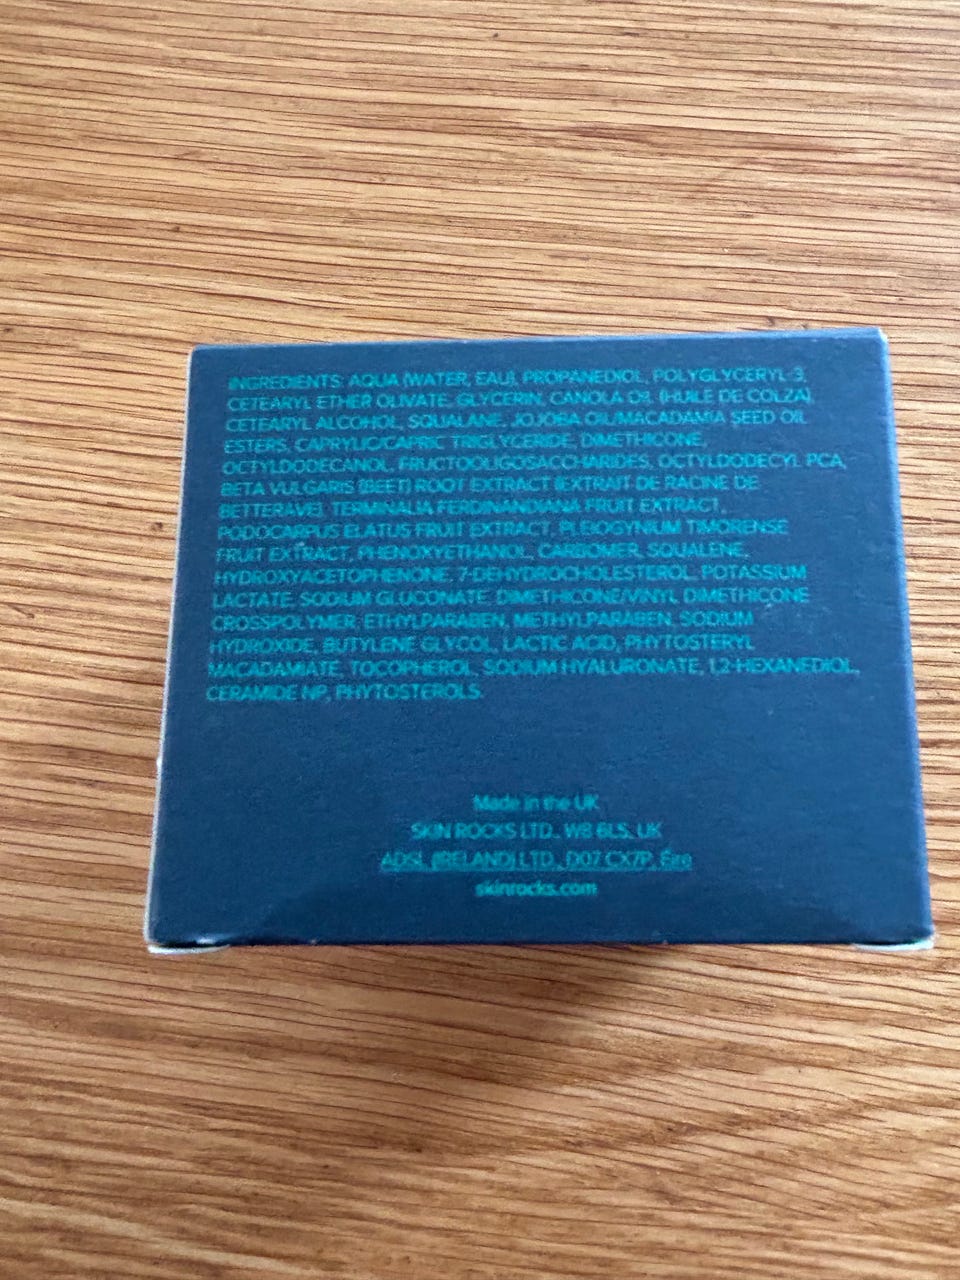 INGREDIENTS: AQUA (WATER, EAU), PROPANEDIOL, POLYGLYCERYL-3
CETEARYL ETHER OLIVATE, GLYCERIN, CANOLA OIL (HUILE DE COLZA),
CETEARYL ALCOHOL, SQUALANE, JOJOBA OIL/MACADAMIA SEED OIL
ESTERS, CAPRYLIC/CAPRIC TRIGLYCERIDE, DIMETHICONE,
OCTYLDODECANOL, FRUCTOOLIGOSACCHARIDES, OCTYLDODECYL PCA,
BETA VULGARIS (BEET) ROOT EXTRACT (EXTRAIT DE RACINE DE
BETTERAVE), TERMINALIA FERDINANDIANA FRUIT EXTRACT,
PODOCARPUS ELATUS FRUIT EXTRACT, PLEIOGYNIUM TIMORENSE
FRUIT EXTRACT, PHENOXYETHANOL, CARBOMER, SQUALENE,
HYDROXYACETOPHENONE, 7-DEHYDROCHOLESTEROL, POTASSIUM
LACTATE, SODIUM GLUCONATE, DIMETHICONE/VINYL DIMETHICONE
CROSSPOLYMER, ETHYLPARABEN, METHYLPARABEN, SODIUM
HYDROXIDE, BUTYLENE GLYCOL, LACTIC ACID, PHYTOSTERYL
MACADAMIATE, TOCOPHEROL, SODIUM HYALURONATE, 1,2-HEXANEDIOL,
CERAMIDE NP, PHYTOSTEROLS.
Made in the UK
SKIN ROCKS LTD., W8 6LS, UK
ADSL (IRELAND) LTD., D07 CX7P, Éire
skinrocks.com